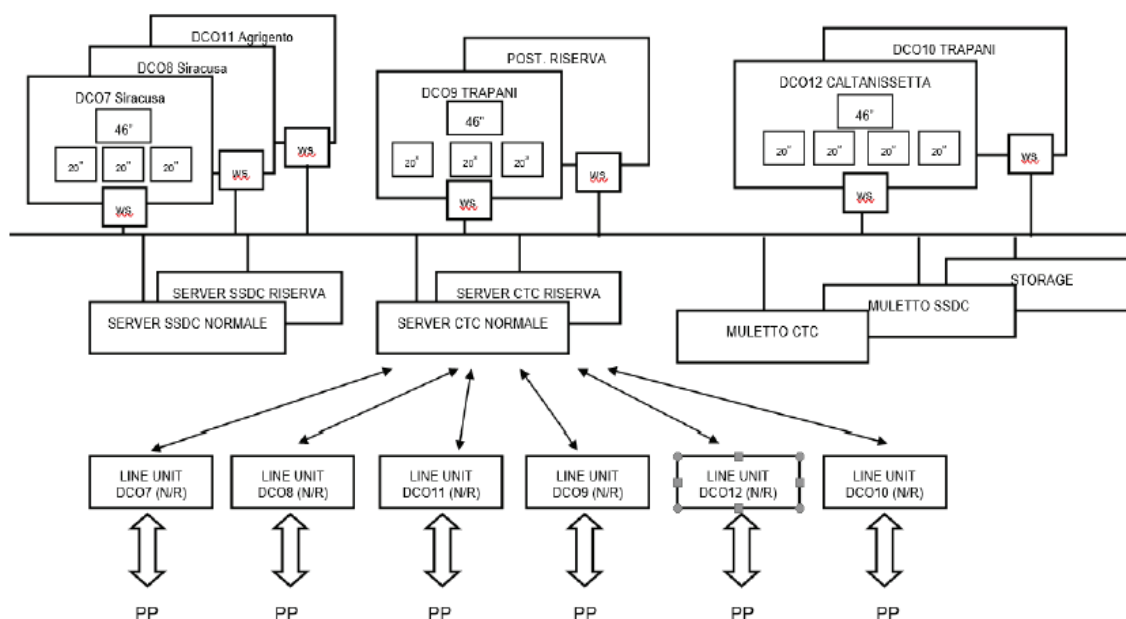 DCO11 Agrigento
DCO8 Siracusa
DCO7 Siracusa
46"
20" 20" 20"
ws.
ws.
ws.
POST. RISERVA
DCO9 TRAPANI
46"
20" 20" 20"
ws.
ws.
DCO10 TRAPANI
DCO12 CALTANISSETTA
46"
20" 20" 20" 20"
ws.
ws.
SERVER SSDC RISERVA
SERVER SSDC NORMALE
SERVER CTC RISERVA
SERVER CTC NORMALE
STORAGE
MULETTO SSDC
MULETTO CTC
LINE UNIT
DCO7 (N/R)
LINE UNIT
DCO8 (N/R)
LINE UNIT
DCO11 (N/R)
LINE UNIT
DCO9 (N/R)
LINE UNIT
DCO12 (N/R)
LINE UNIT
DCO10 (N/R)
PP PP PP PP PP PP